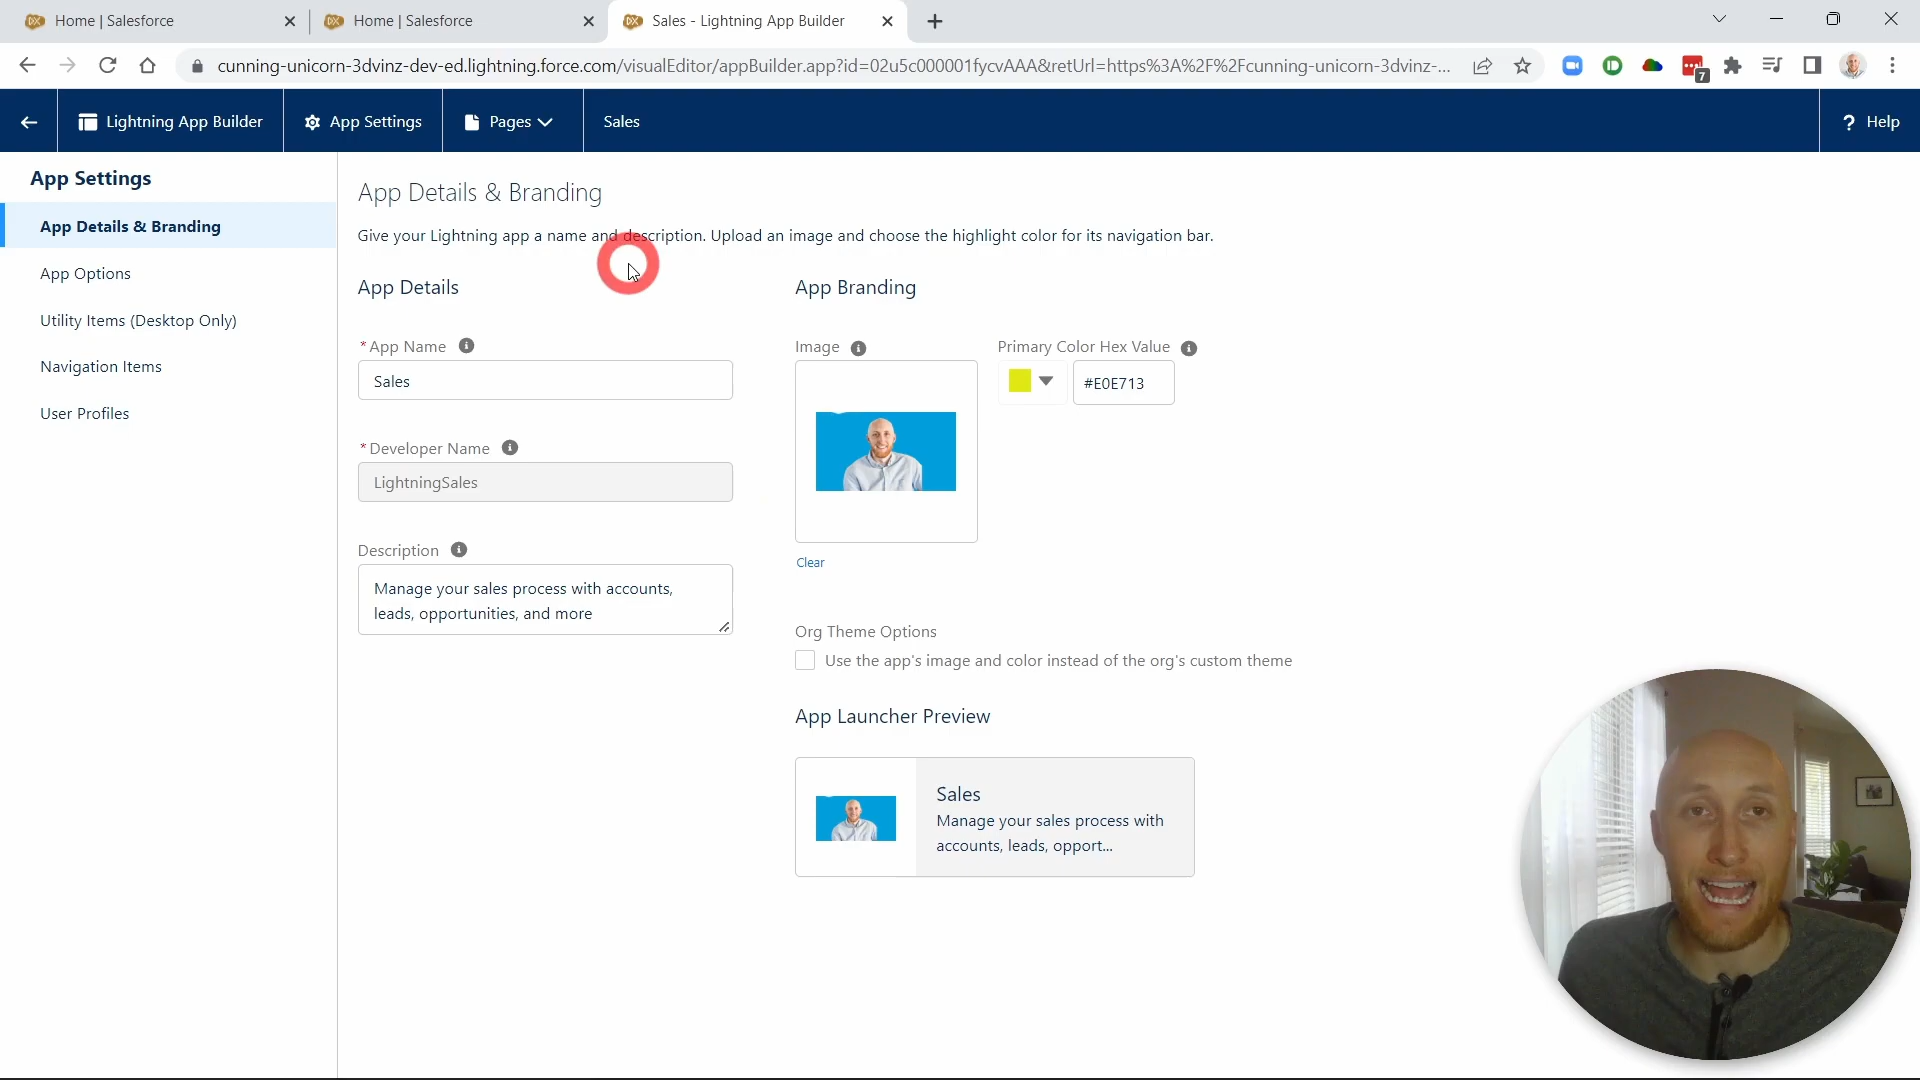 Home | Salesforce
Home | Salesforce
Sales - Lightning App Builder
cunning-unicorn-3dvinz-dev-ed.lightning.force.com/visualEditor/appBuilder.app?id=02u5c000001fycvAAA&retUrl=https%3A%2F%2Fcunning-unicorn-3dvinz-...
7
Lightning App Builder
App Settings
Pages
Sales
? Help
App Settings
App Details & Branding
App Options
Utility Items (Desktop Only)
Navigation Items
User Profiles
App Details & Branding
Give your Lightning app a name and description. Upload an image and choose the highlight color for its navigation bar.
App Details
*App Name
Sales
*Developer Name
LightningSales
Description
Manage your sales process with accounts,
leads, opportunities, and more
App Branding
Image
Primary Color Hex Value
#E0E713
Clear
Org Theme Options
Use the app's image and color instead of the org's custom theme
App Launcher Preview
Sales
Manage your sales process with
accounts, leads, opport...